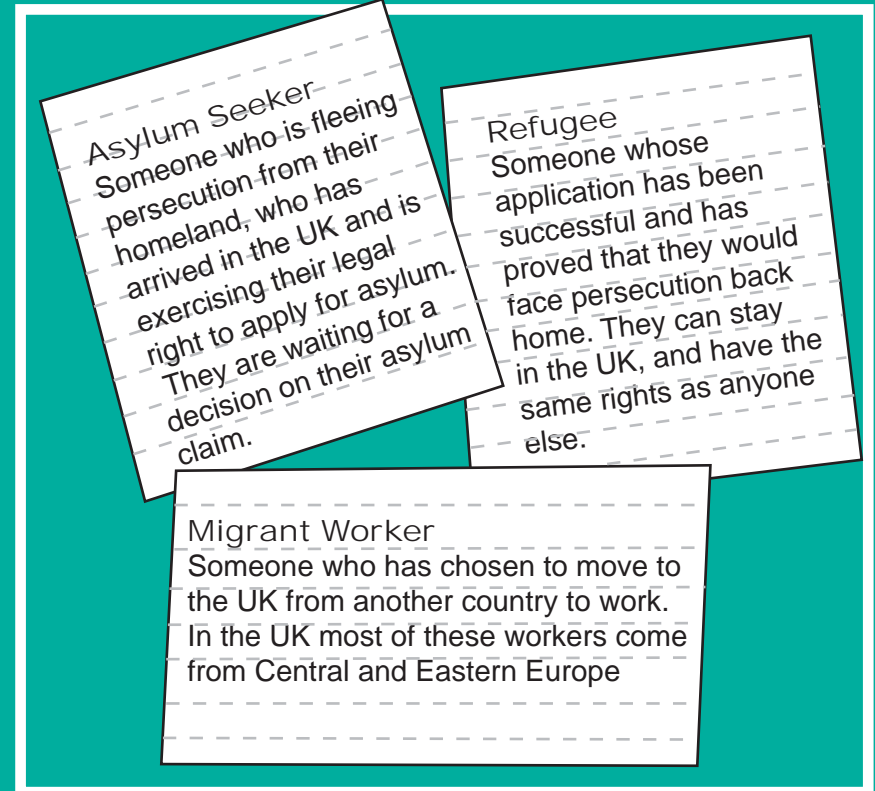 Asylum Seeker
Someone who is fleeing
persecution from their
homeland, who has
arrived in the UK and is
exercising their legal
right to apply for asylum.
They are waiting for a
decision on their asylum
claim.
Refugee
Someone whose
application has been
successful and has
proved that they would
face persecution back
home. They can stay
in the UK, and have the
same rights as anyone
else.
Migrant Worker
Someone who has chosen to move to
the UK from another country to work.
In the UK most of these workers come
from Central and Eastern Europe